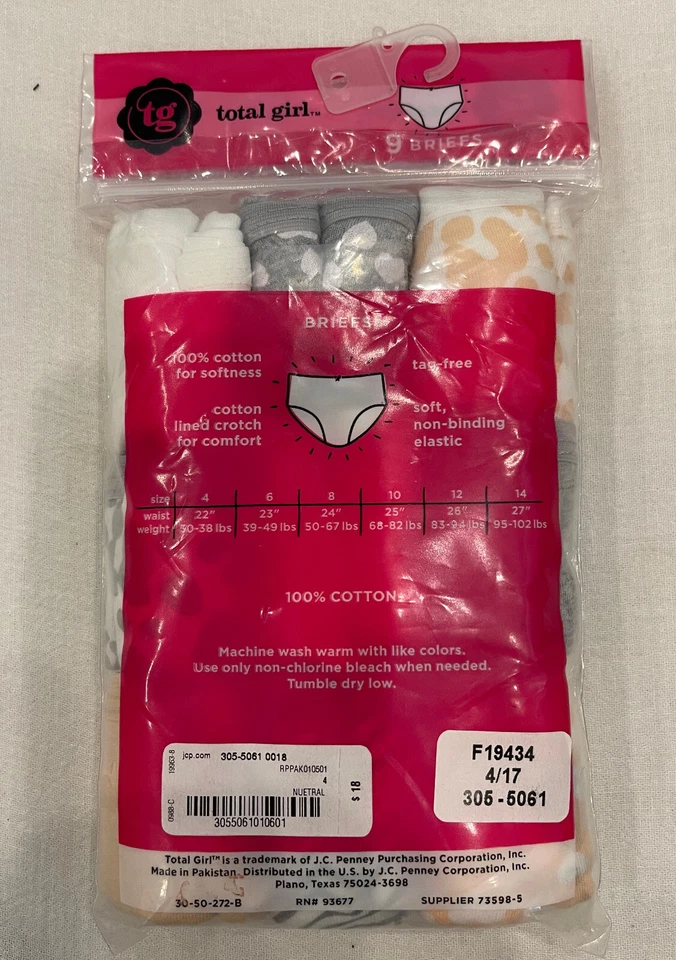 tg
total girl™
9 BRIEFS
BRIEFS
100% cotton
for softness
tag-free
cotton
lined crotch
for comfort
soft,
non-binding
elastic
size 4 6 8 10 12 14
waist 22" 23" 24" 25" 26" 27"
weight 30-38 lbs 39-49 lbs 50-67 lbs 68-82 lbs 83-94 lbs 95-102 lbs
100% COTTON
Machine wash warm with like colors.
Use only non-chlorine bleach when needed.
Tumble dry low.
19963-8
0988-C
jcp.com 305-5061 0018
RPPAK010501
4
NUETRAL
3055061010601
$ 18
F19434
4/17
305-5061
Total Girl™ is a trademark of J.C. Penney Purchasing Corporation, Inc.
Made in Pakistan. Distributed in the U.S. by J.C. Penney Corporation, Inc.
Plano, Texas 75024-3698
30-50-272-B RN# 93677 SUPPLIER 73598-5